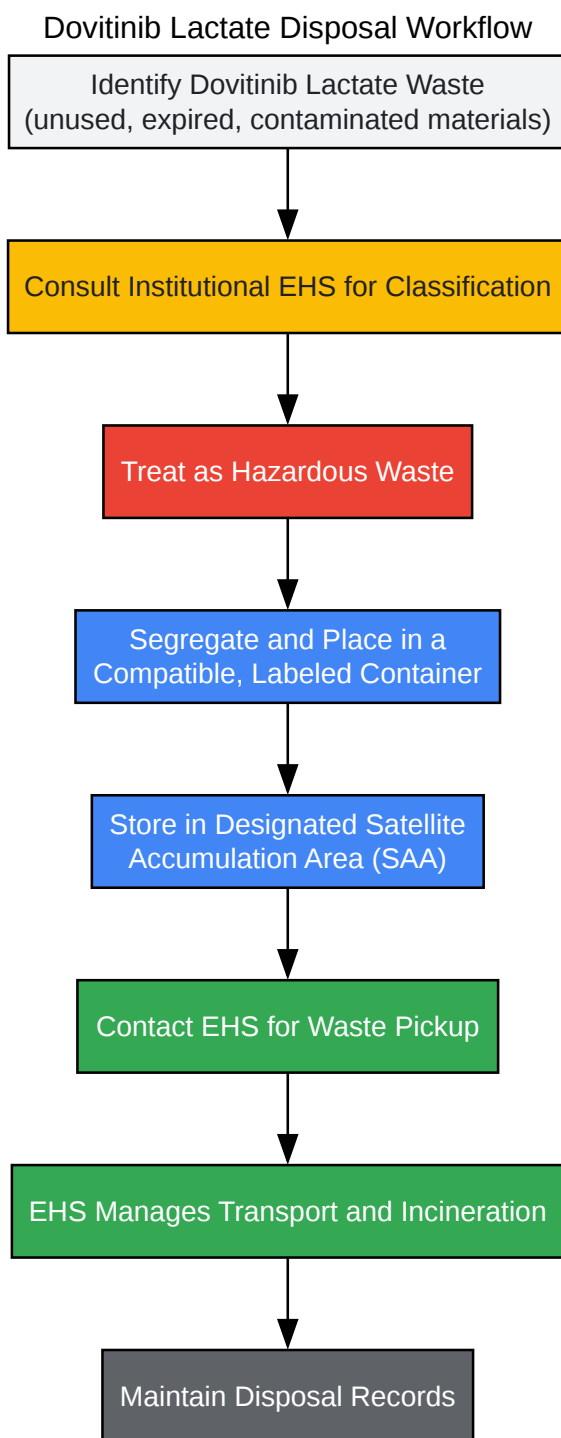 Dovitinib Lactate Disposal Workflow
Identify Dovitinib Lactate Waste
(unused, expired, contaminated materials)
Consult Institutional EHS for Classification
Treat as Hazardous Waste
Segregate and Place in a
Compatible, Labeled Container
Store in Designated Satellite
Accumulation Area (SAA)
Contact EHS for Waste Pickup
EHS Manages Transport and Incineration
Maintain Disposal Records